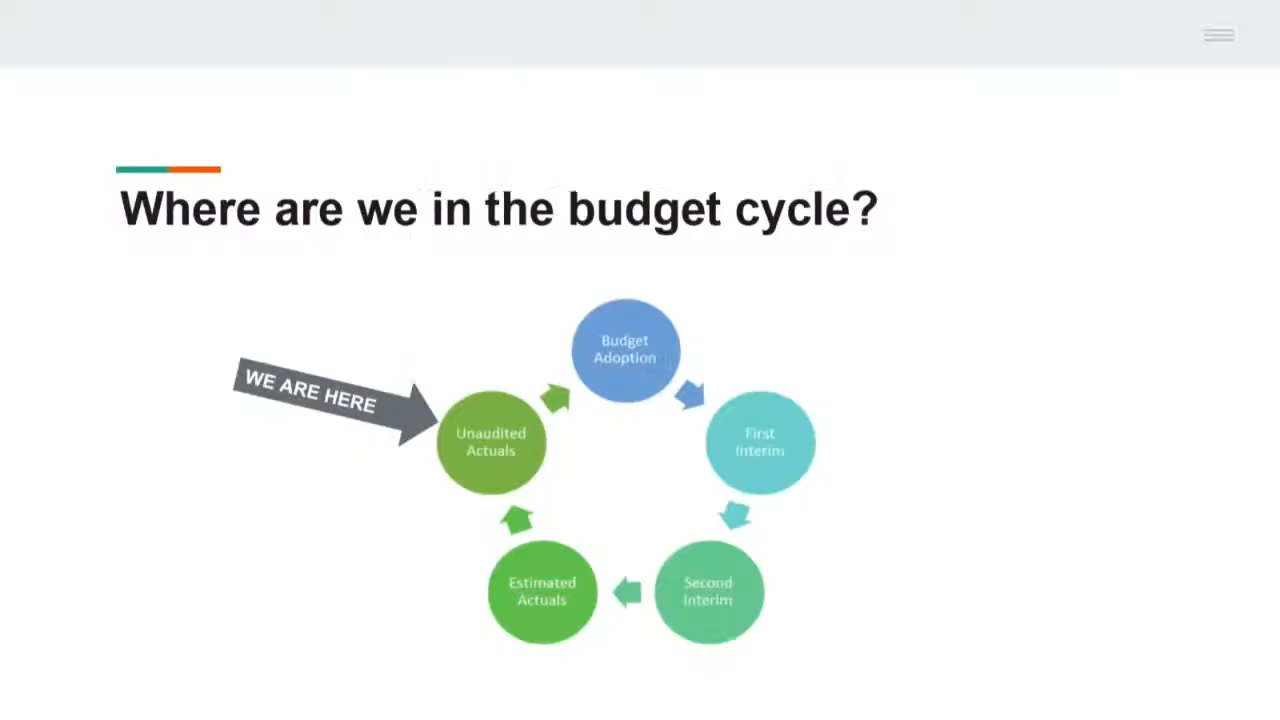 Where are we in the budget cycle?
Budget
Adoption
WE ARE HERE
Unaudited
Actuals
First
Interim
Estimated
Actuals
Second
Interim